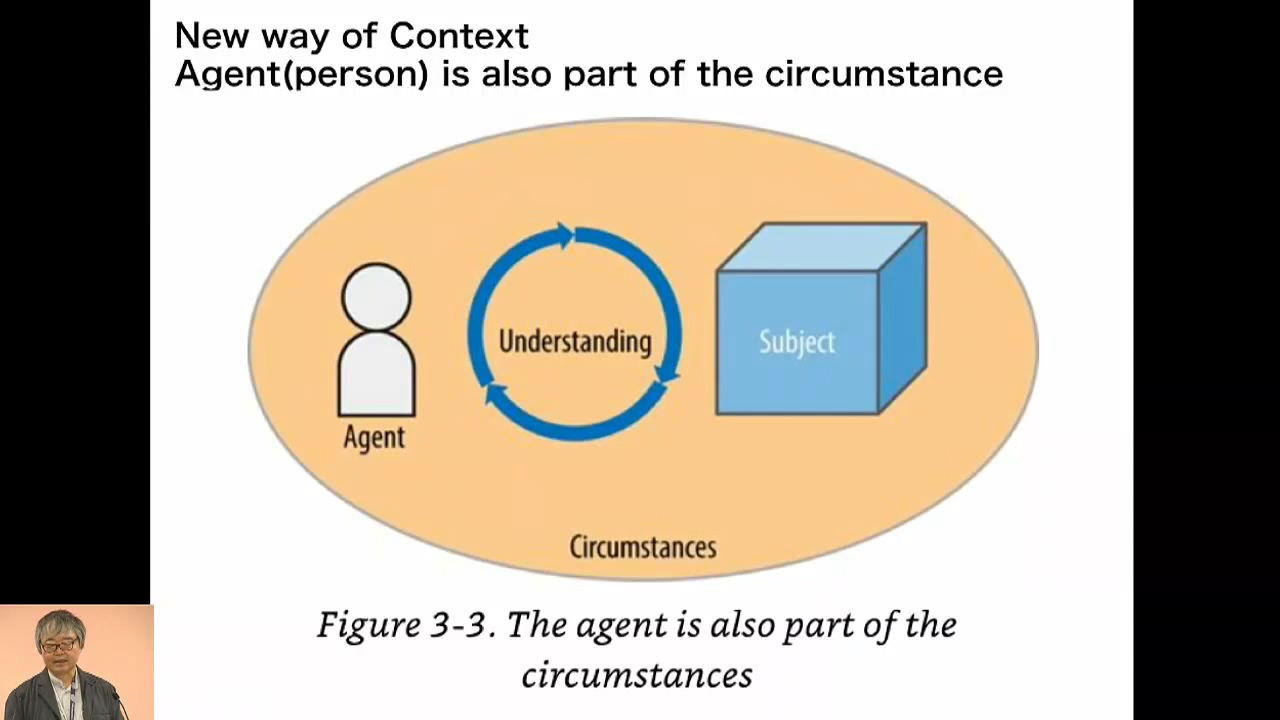 New way of Context
Agent(person) is also part of the circumstance
Understanding
Subject
Agent
Circumstances
Figure 3-3. The agent is also part of the
circumstances